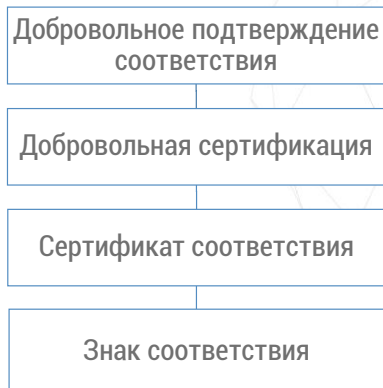 Добровольное подтверждение
соответствия
Добровольная сертификация
Сертификат соответствия
Знак соответствия